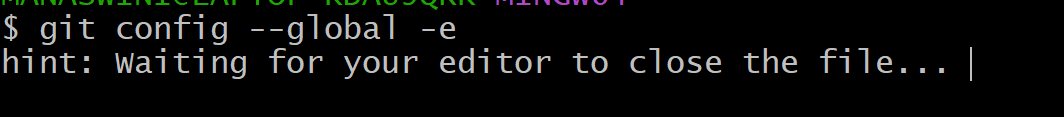 $ git config --global -e
hint: Waiting for your editor to close the file...